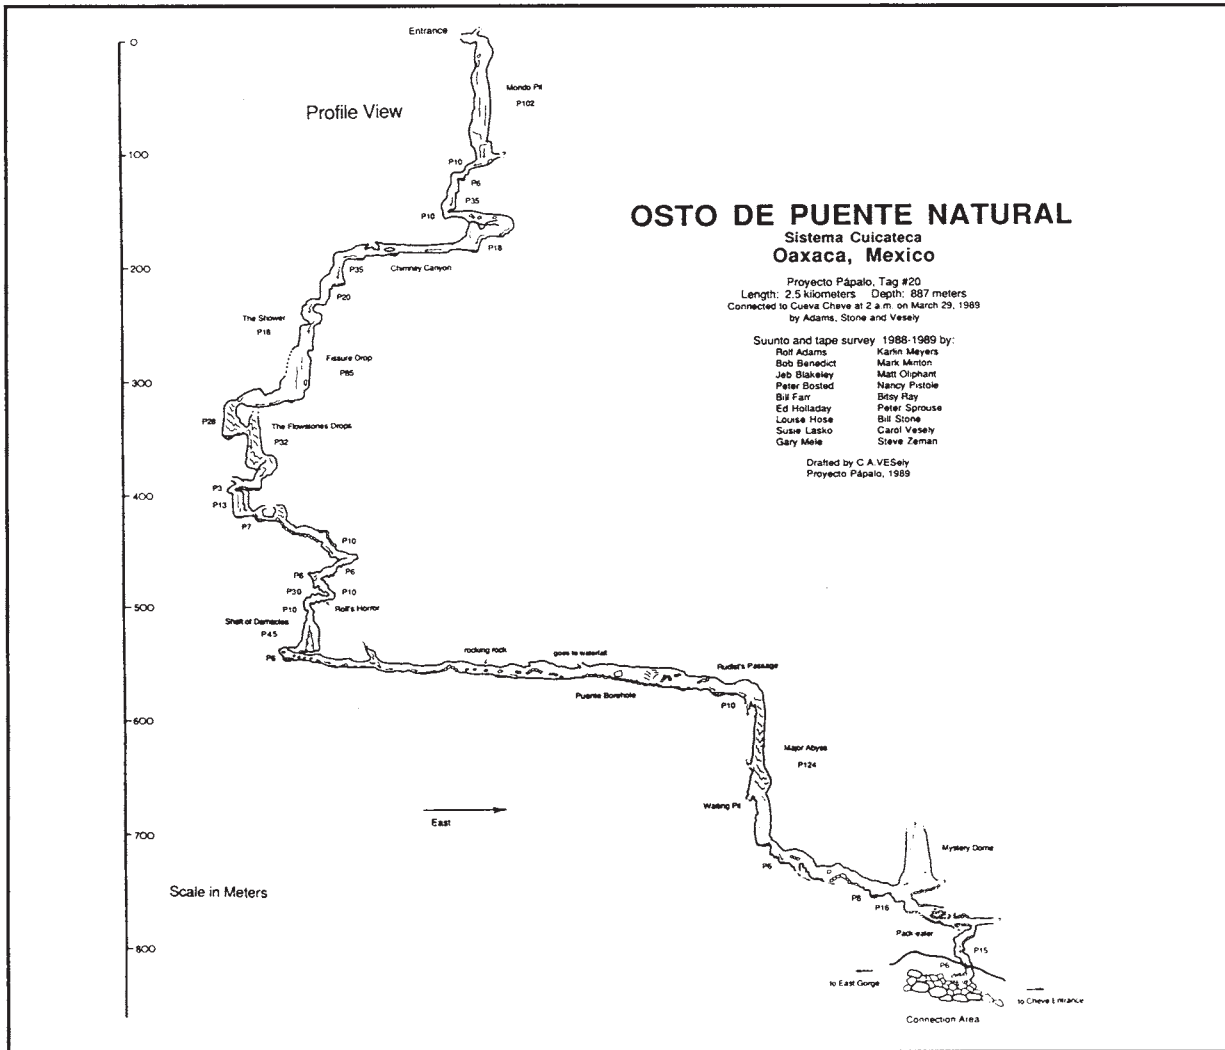 Entrance
0
Mondo Pit
P102
Profile View
100
P10
P6
P35
P10
P18
Chimney Canyon
200
P35
P20
The Shower
P18
Fissure Drop
P85
300
P28
The Flowstones Drops
P32
P3
400
P13
P7
P10
P6
P6
P30
P10
P10
Rolf's Horror
500
Shaft of Damacles
P45
P6
rocking rock
goes to waterfall
Rudist's Passage
Puente Borehole
P10
600
Major Abyss
P124
Waiting Pit
East
700
P6
Mystery Dome
P8
P16
Scale in Meters
Pack eater
P15
800
P6
to East Gorge
to Cheve Entrance
Connection Area
OSTO DE PUENTE NATURAL
Sistema Cuicateca
Oaxaca, Mexico
Proyecto Pápalo, Tag #20
Length: 2.5 kilometers Depth: 887 meters
Connected to Cueva Cheve at 2 a.m. on March 29, 1989
by Adams, Stone and Vesely
Suunto and tape survey 1988-1989 by:
Rolf Adams Karlin Meyers
Bob Benedict Mark Minton
Jeb Blakeley Matt Oliphant
Peter Bosted Nancy Pistole
Bill Farr Bitsy Ray
Ed Holladay Peter Sprouse
Louise Hose Bill Stone
Susie Lasko Carol Vesely
Gary Mele Steve Zeman
Drafted by C.A.VESely
Proyecto Pápalo, 1989